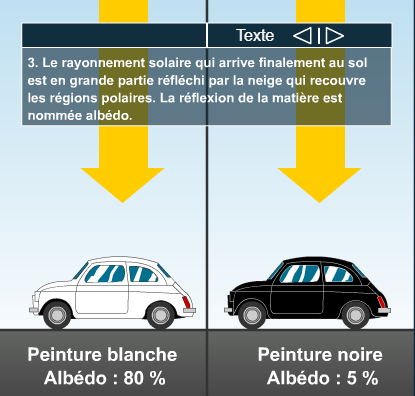 Texte
3. Le rayonnement solaire qui arrive finalement au sol
est en grande partie réfléchi par la neige qui recouvre
les régions polaires. La réflexion de la matière est
nommée albédo.
Peinture blanche
Albédo : 80 %
Peinture noire
Albédo : 5 %